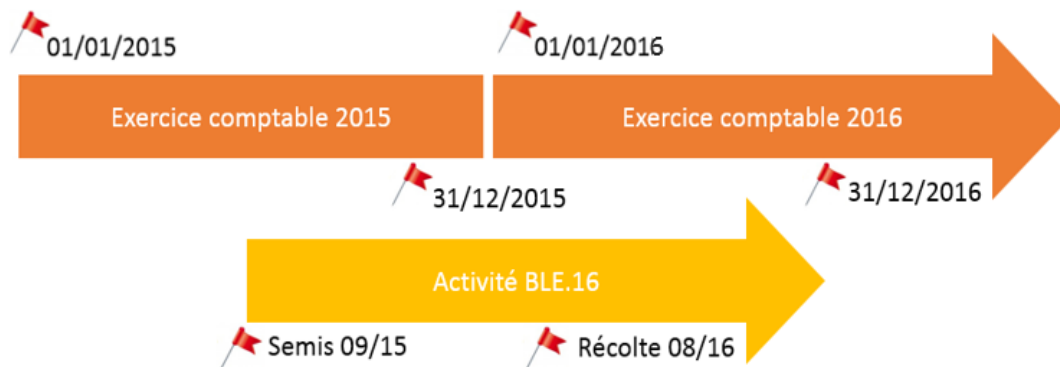 01/01/2015
01/01/2016
Exercice comptable 2015
Exercice comptable 2016
31/12/2015
31/12/2016
Activité BLE.16
Semis 09/15
Récolte 08/16